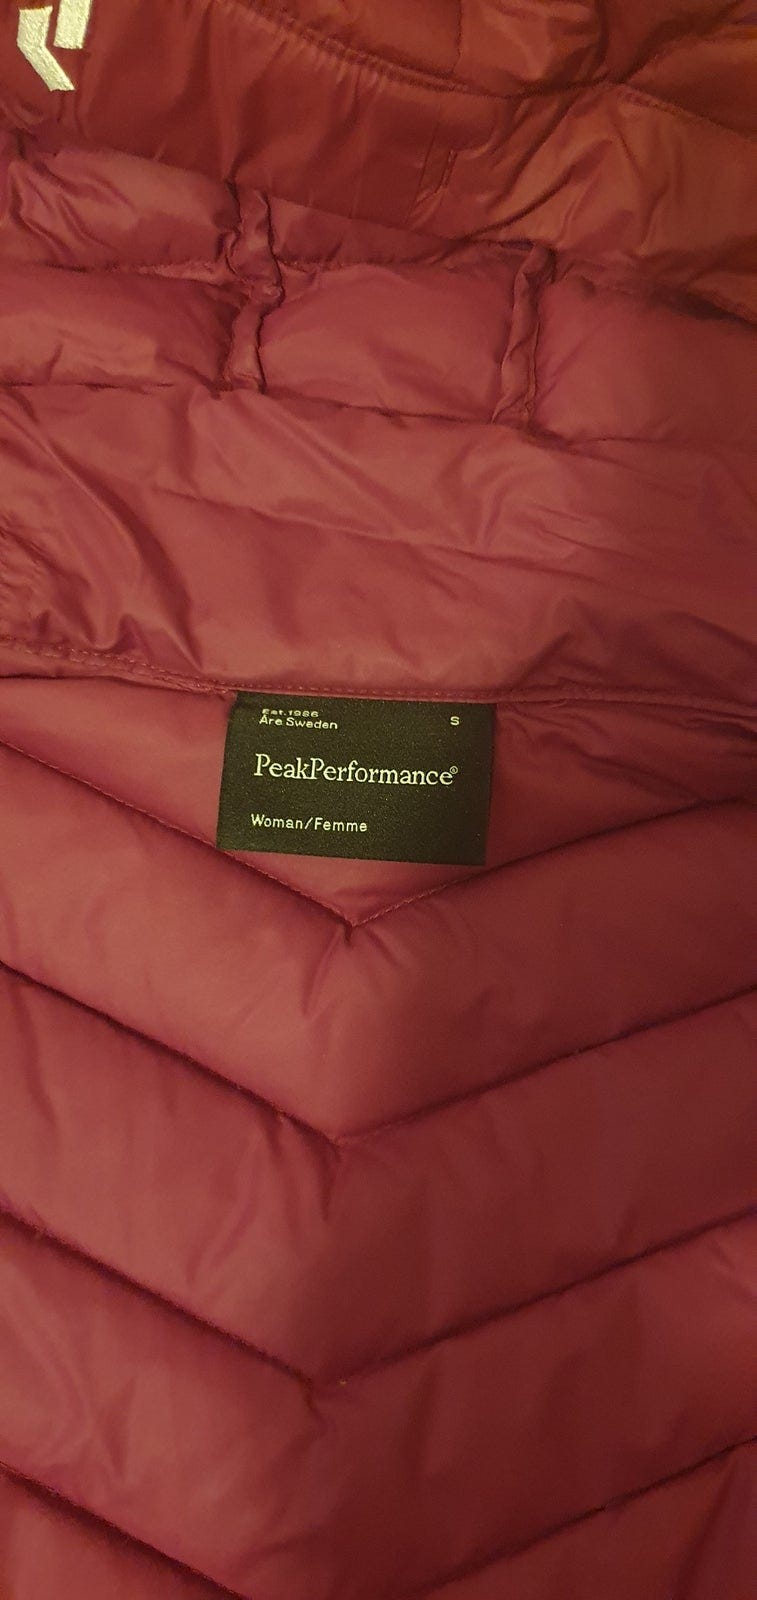 Est.1986
Åre Sweden S
PeakPerformance®
Woman/Femme